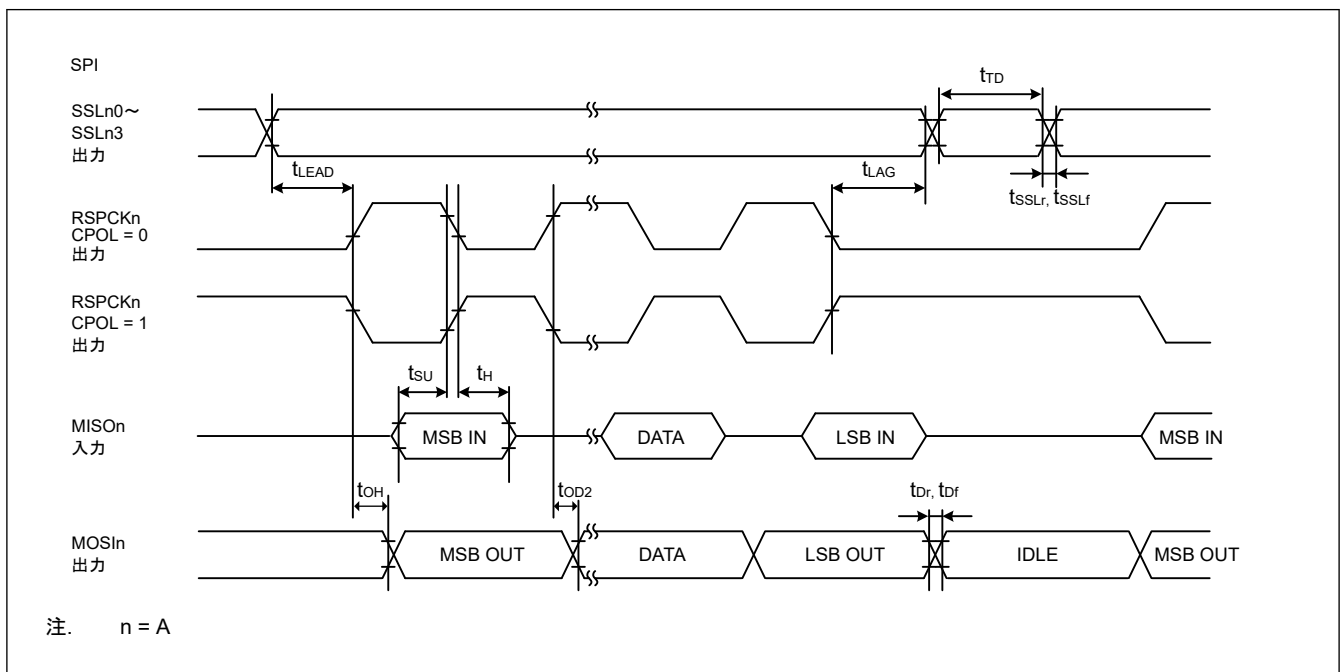 SPI
tTD
SSLn0～
SSLn3
出力
tLEAD
tLAG
tSSLr, tSSLf
RSPCKn
CPOL = 0
出力
RSPCKn
CPOL = 1
出力
tSU
tH
MISOn
入力
MSB IN
DATA
LSB IN
MSB IN
tOH
tOD2
tDr, tDf
MOSIn
出力
MSB OUT
DATA
LSB OUT
IDLE
MSB OUT
注. n = A